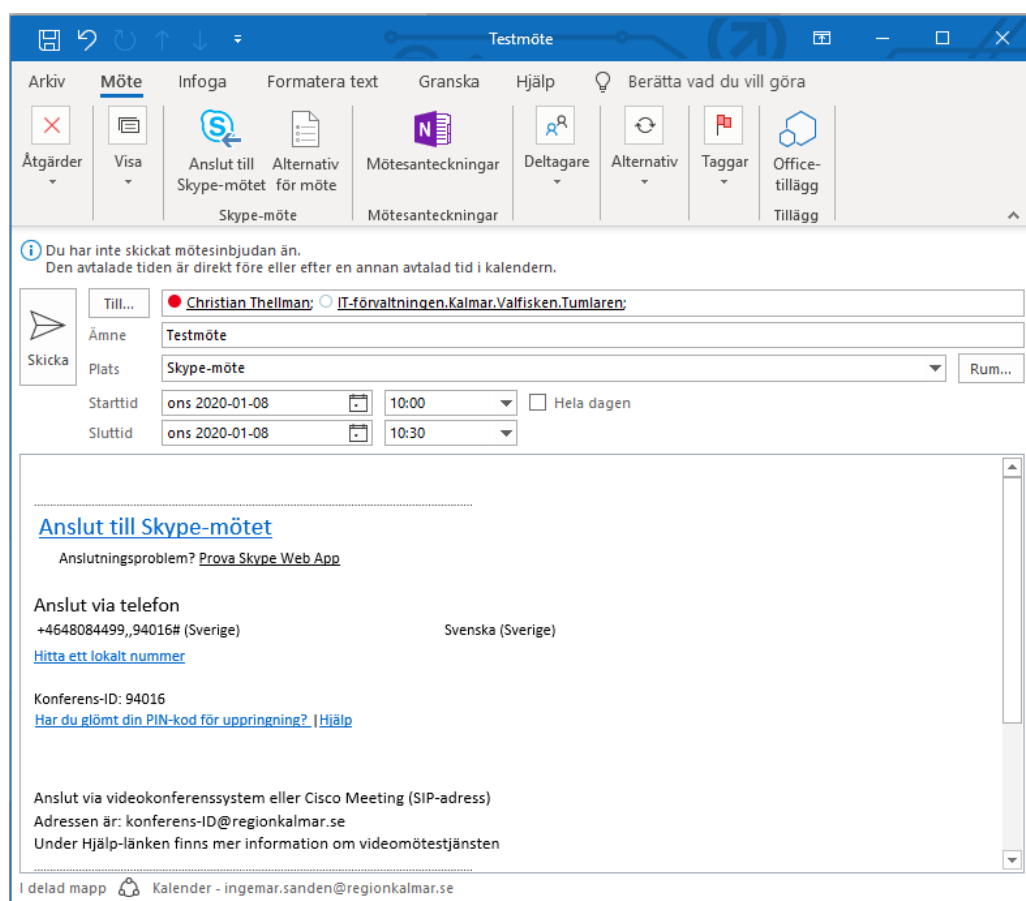 Testmöte
Arkiv Möte Infoga Formatera text Granska Hjälp Berätta vad du vill göra
Åtgärder Visa Anslut till Skype-mötet Alternativ för möte Mötesanteckningar Deltagare Alternativ Taggar Office-tillägg
Skype-möte Mötesanteckningar Tillägg
Du har inte skickat mötesinbjudan än.
Den avtalade tiden är direkt före eller efter en annan avtalad tid i kalendern.
Skicka
Till... Christian Thellman; IT-förvaltningen.Kalmar.Valfisken.Tumlaren;
Ämne Testmöte
Plats Skype-möte Rum...
Starttid ons 2020-01-08 10:00 Hela dagen
Sluttid ons 2020-01-08 10:30
Anslut till Skype-mötet
Anslutningsproblem? Prova Skype Web App
Anslut via telefon
+4648084499,,94016# (Sverige) Svenska (Sverige)
Hitta ett lokalt nummer
Konferens-ID: 94016
Har du glömt din PIN-kod för uppringning? |Hjälp
Anslut via videokonferenssystem eller Cisco Meeting (SIP-adress)
Adressen är: konferens-ID@regionkalmar.se
Under Hjälp-länken finns mer information om videomötestjänsten
I delad mapp Kalender - ingemar.sanden@regionkalmar.se